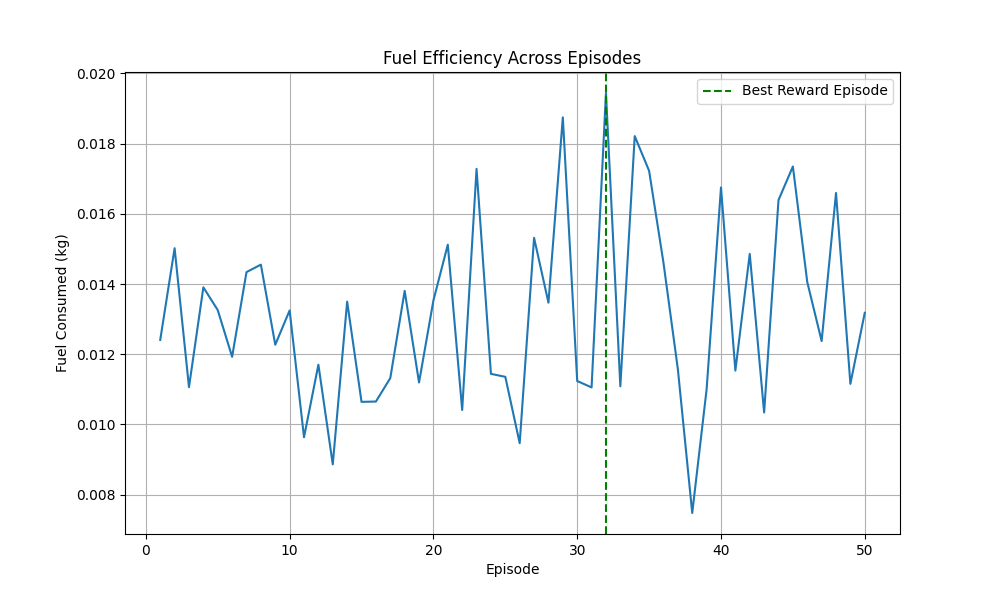 Fuel Efficiency Across Episodes
Best Reward Episode
Fuel Consumed (kg)
0.020
0.018
0.016
0.014
0.012
0.010
0.008
0 10 20 30 40 50
Episode